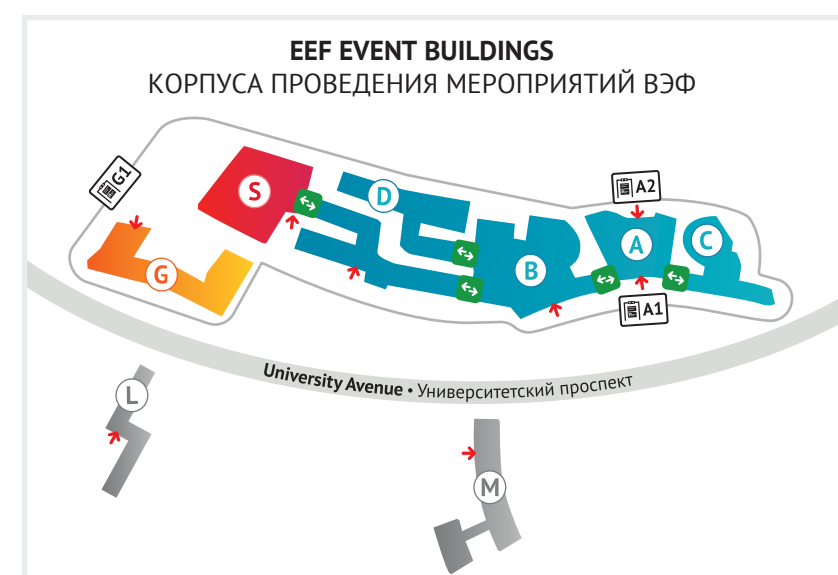 EEF EVENT BUILDINGS
КОРПУСА ПРОВЕДЕНИЯ МЕРОПРИЯТИЙ ВЭФ
G1
S
D
A2
G
B
A
C
A1
University Avenue • Университетский проспект
L
M